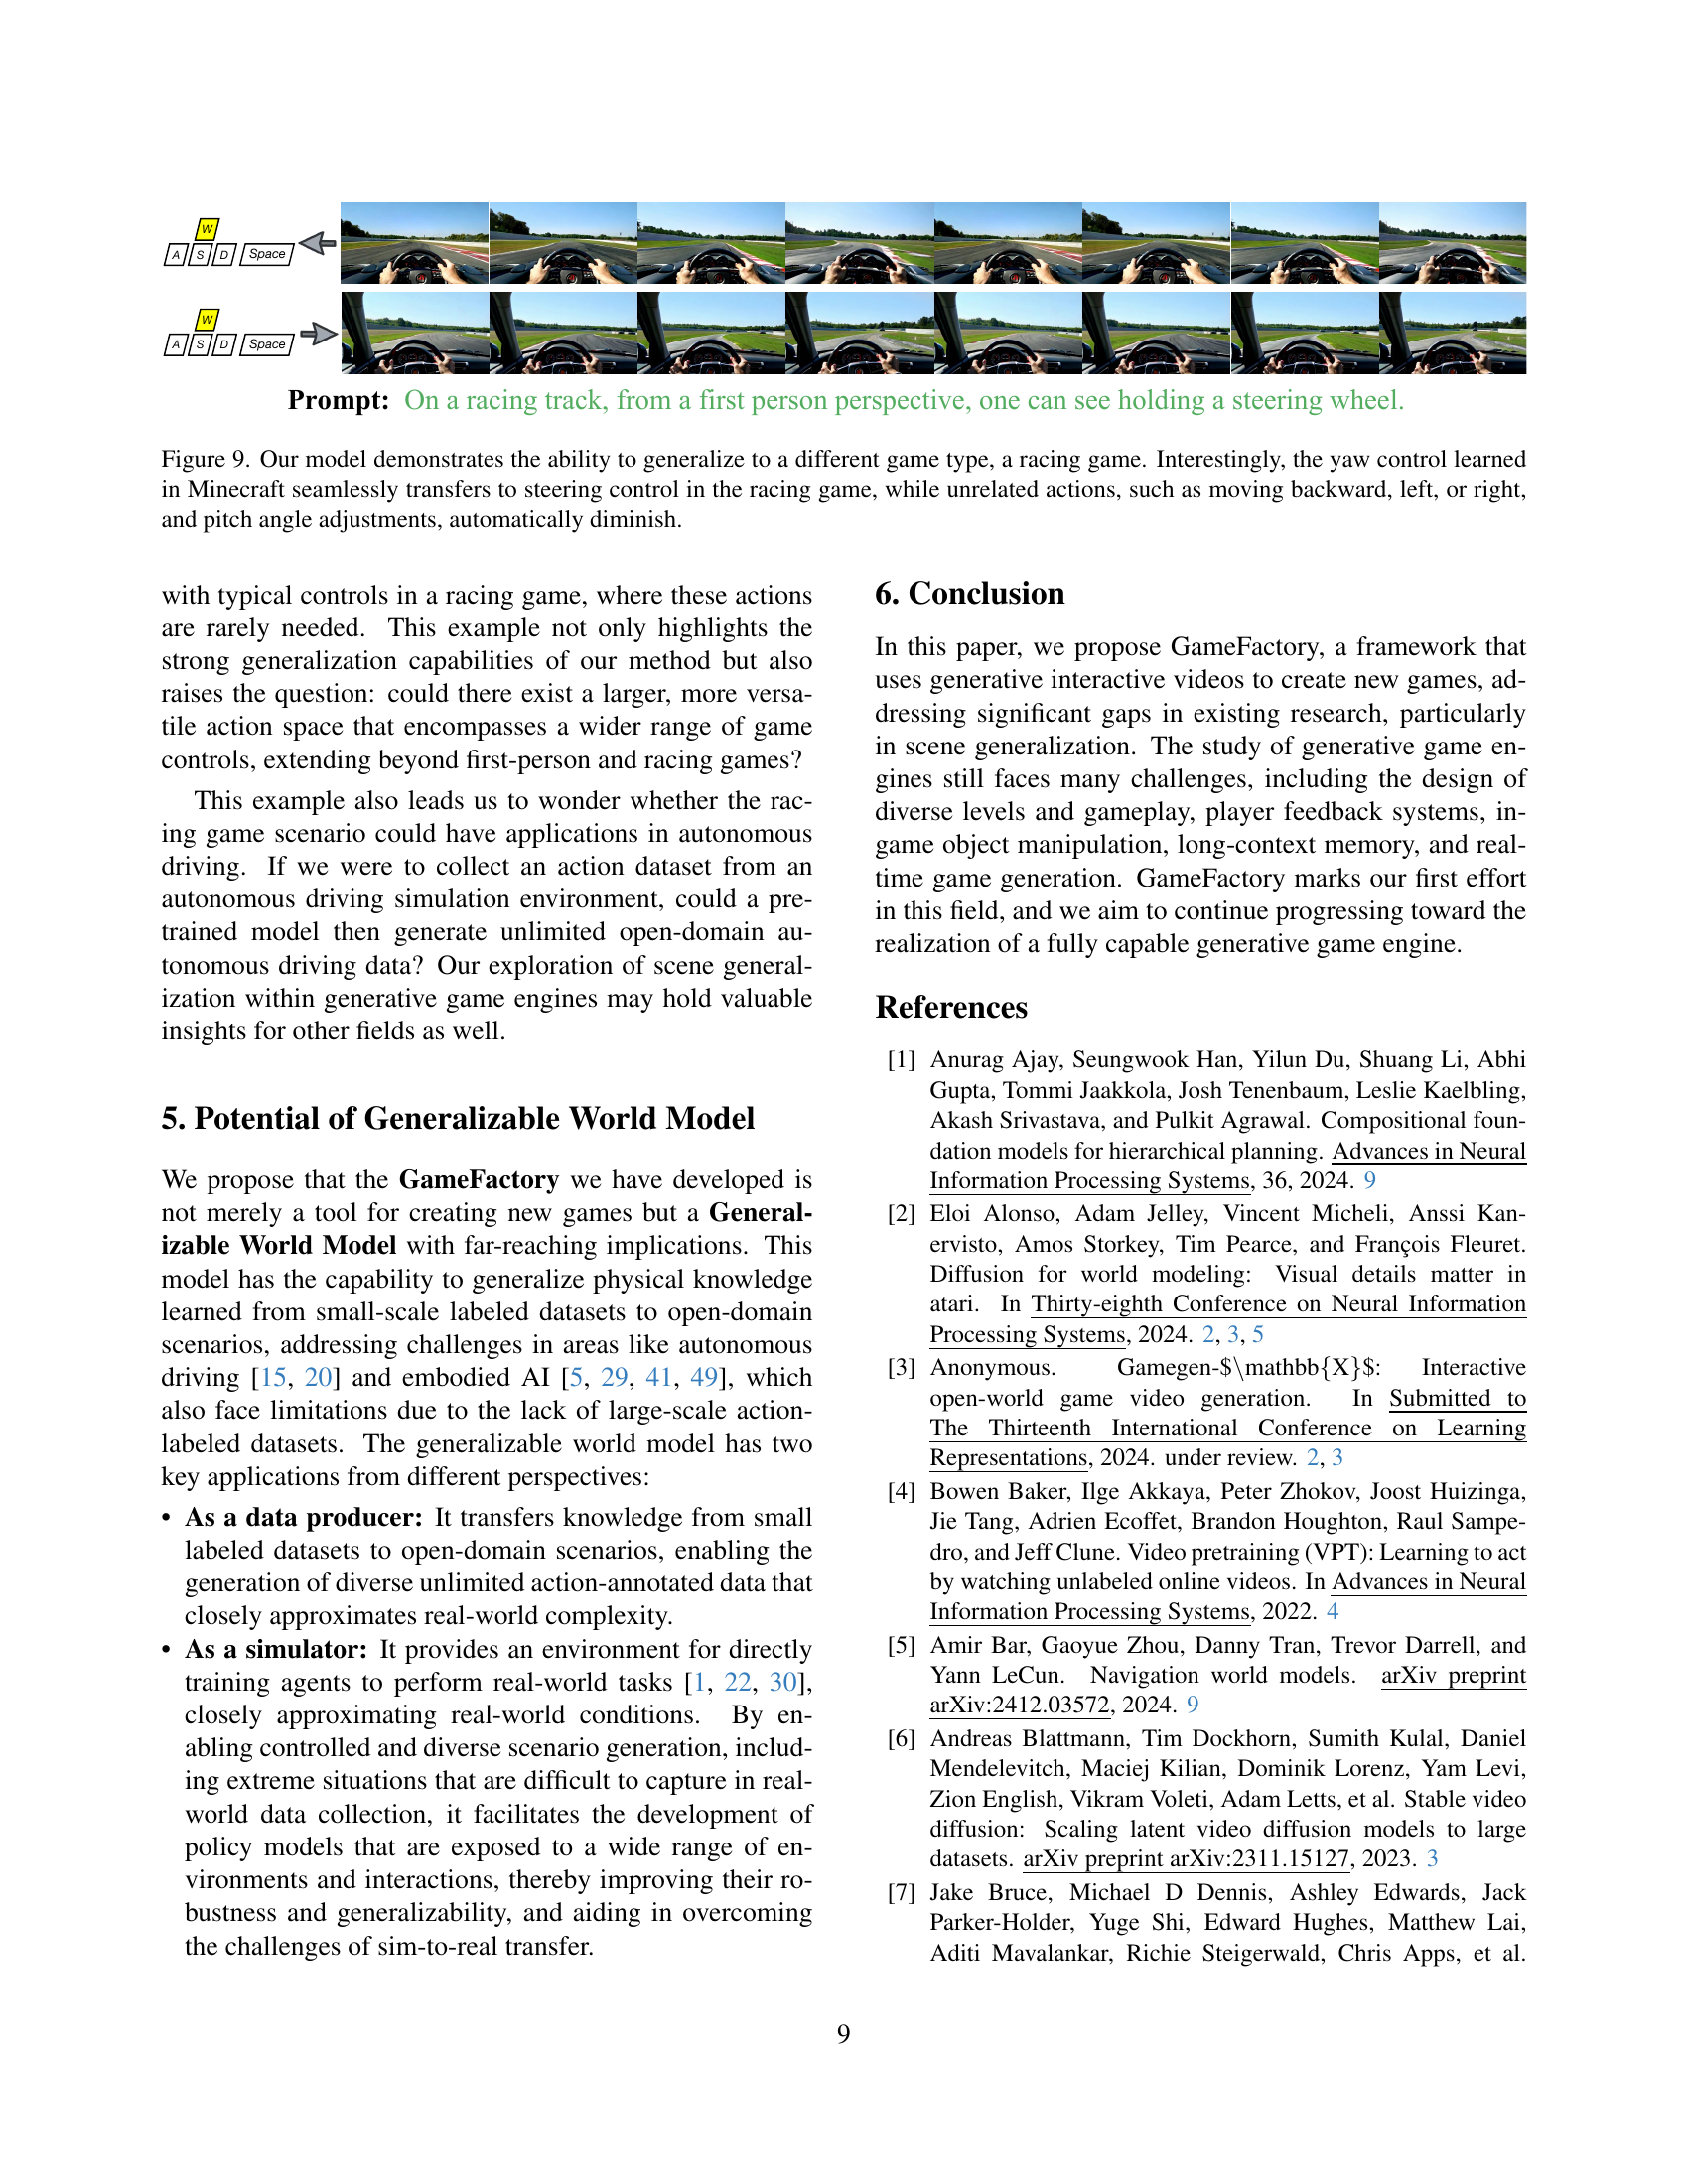 W
A S D Space
W
A S D Space
Prompt: On a racing track, from a first person perspective, one can see holding a steering wheel.
Figure 9. Our model demonstrates the ability to generalize to a different game type, a racing game. Interestingly, the yaw control learned
in Minecraft seamlessly transfers to steering control in the racing game, while unrelated actions, such as moving backward, left, or right,
and pitch angle adjustments, automatically diminish.
with typical controls in a racing game, where these actions
are rarely needed. This example not only highlights the
strong generalization capabilities of our method but also
raises the question: could there exist a larger, more versa-
tile action space that encompasses a wider range of game
controls, extending beyond first-person and racing games?
This example also leads us to wonder whether the rac-
ing game scenario could have applications in autonomous
driving. If we were to collect an action dataset from an
autonomous driving simulation environment, could a pre-
trained model then generate unlimited open-domain au-
tonomous driving data? Our exploration of scene general-
ization within generative game engines may hold valuable
insights for other fields as well.
5. Potential of Generalizable World Model
We propose that the GameFactory we have developed is
not merely a tool for creating new games but a General-
izable World Model with far-reaching implications. This
model has the capability to generalize physical knowledge
learned from small-scale labeled datasets to open-domain
scenarios, addressing challenges in areas like autonomous
driving [15, 20] and embodied AI [5, 29, 41, 49], which
also face limitations due to the lack of large-scale action-
labeled datasets. The generalizable world model has two
key applications from different perspectives:
• As a data producer: It transfers knowledge from small
labeled datasets to open-domain scenarios, enabling the
generation of diverse unlimited action-annotated data that
closely approximates real-world complexity.
• As a simulator: It provides an environment for directly
training agents to perform real-world tasks [1, 22, 30],
closely approximating real-world conditions. By en-
abling controlled and diverse scenario generation, includ-
ing extreme situations that are difficult to capture in real-
world data collection, it facilitates the development of
policy models that are exposed to a wide range of en-
vironments and interactions, thereby improving their ro-
bustness and generalizability, and aiding in overcoming
the challenges of sim-to-real transfer.
6. Conclusion
In this paper, we propose GameFactory, a framework that
uses generative interactive videos to create new games, ad-
dressing significant gaps in existing research, particularly
in scene generalization. The study of generative game en-
gines still faces many challenges, including the design of
diverse levels and gameplay, player feedback systems, in-
game object manipulation, long-context memory, and real-
time game generation. GameFactory marks our first effort
in this field, and we aim to continue progressing toward the
realization of a fully capable generative game engine.
References
[1] Anurag Ajay, Seungwook Han, Yilun Du, Shuang Li, Abhi
Gupta, Tommi Jaakkola, Josh Tenenbaum, Leslie Kaelbling,
Akash Srivastava, and Pulkit Agrawal. Compositional foun-
dation models for hierarchical planning. Advances in Neural
Information Processing Systems, 36, 2024. 9
[2] Eloi Alonso, Adam Jelley, Vincent Micheli, Anssi Kan-
ervisto, Amos Storkey, Tim Pearce, and François Fleuret.
Diffusion for world modeling: Visual details matter in
atari. In Thirty-eighth Conference on Neural Information
Processing Systems, 2024. 2, 3, 5
[3] Anonymous. Gamegen-$\mathbb{X}$: Interactive
open-world game video generation. In Submitted to
The Thirteenth International Conference on Learning
Representations, 2024. under review. 2, 3
[4] Bowen Baker, Ilge Akkaya, Peter Zhokov, Joost Huizinga,
Jie Tang, Adrien Ecoffet, Brandon Houghton, Raul Sampe-
dro, and Jeff Clune. Video pretraining (VPT): Learning to act
by watching unlabeled online videos. In Advances in Neural
Information Processing Systems, 2022. 4
[5] Amir Bar, Gaoyue Zhou, Danny Tran, Trevor Darrell, and
Yann LeCun. Navigation world models. arXiv preprint
arXiv:2412.03572, 2024. 9
[6] Andreas Blattmann, Tim Dockhorn, Sumith Kulal, Daniel
Mendelevitch, Maciej Kilian, Dominik Lorenz, Yam Levi,
Zion English, Vikram Voleti, Adam Letts, et al. Stable video
diffusion: Scaling latent video diffusion models to large
datasets. arXiv preprint arXiv:2311.15127, 2023. 3
[7] Jake Bruce, Michael D Dennis, Ashley Edwards, Jack
Parker-Holder, Yuge Shi, Edward Hughes, Matthew Lai,
Aditi Mavalankar, Richie Steigerwald, Chris Apps, et al.
9